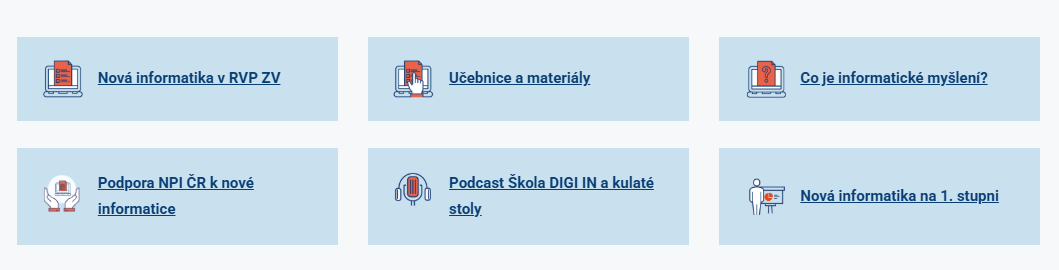 Nová informatika v RVP ZV
Učebnice a materiály
Co je informatické myšlení?
Podpora NPI ČR k nové
informatice
Podcast Škola DIGI IN a kulaté
stoly
Nová informatika na 1. stupni